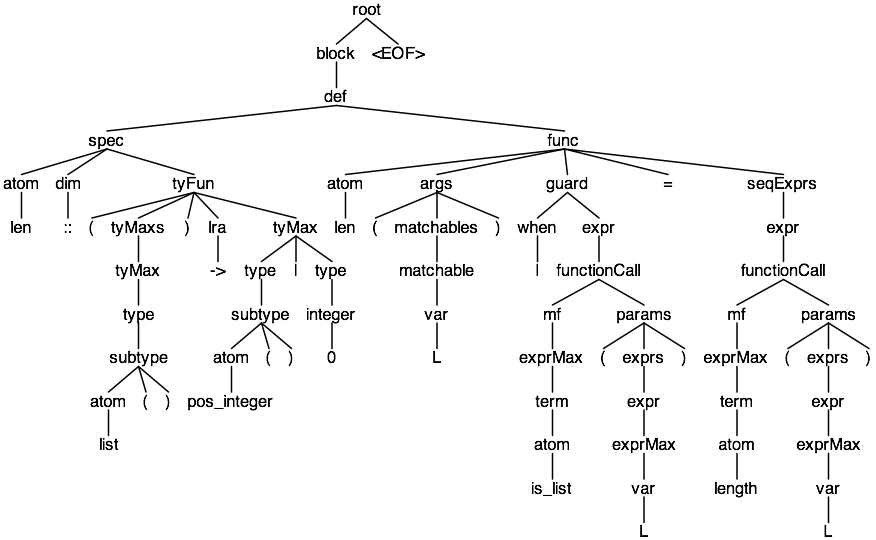 root
block <EOF>
def
spec func
atom dim tyFun atom args guard = seqExprs
len :: ( tyMaxs ) lra tyMax len ( matchables ) when expr expr
tyMax -> type | type matchable | functionCall functionCall
type subtype integer var mf params mf params
subtype atom ( ) 0 L exprMax ( exprs ) exprMax ( exprs )
atom ( ) pos_integer term expr term expr
list atom exprMax atom exprMax
is_list var length var
L L